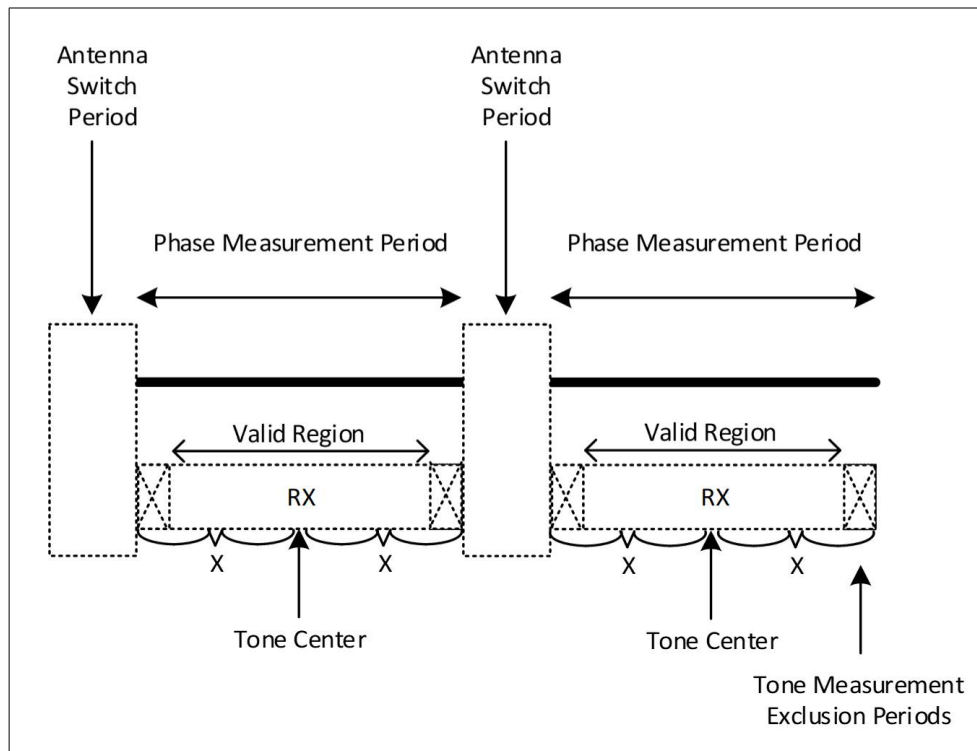 Antenna
Switch
Period
Antenna
Switch
Period
Phase Measurement Period
Phase Measurement Period
Valid Region
Valid Region
RX
RX
X
X
X
X
Tone Center
Tone Center
Tone Measurement
Exclusion Periods